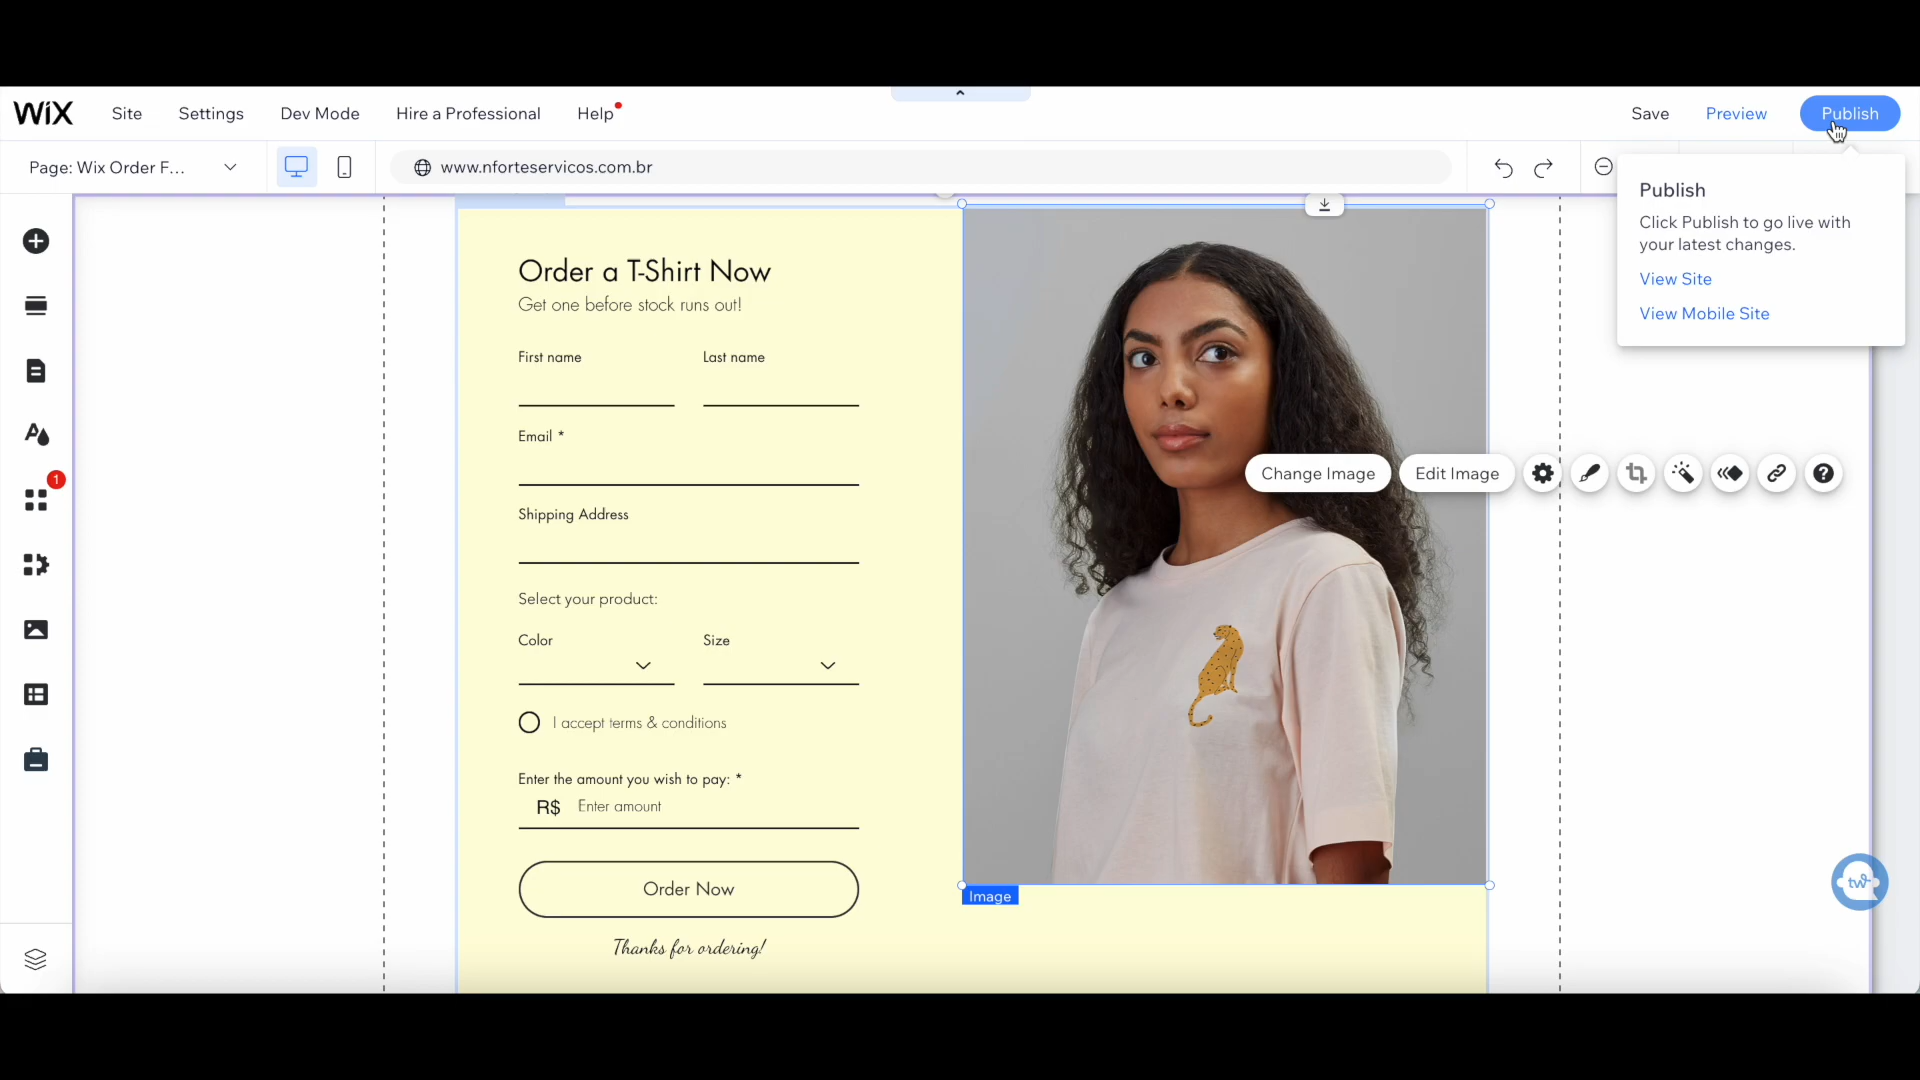 WiX
Site
Settings
Dev Mode
Hire a Professional
Help
Save
Preview
Publish
Page: Wix Order F...
www.nforteservicos.com.br
Publish
Click Publish to go live with
your latest changes.
View Site
View Mobile Site
Order a T-Shirt Now
Get one before stock runs out!
First name
Last name
Email *
Shipping Address
Select your product:
Color
Size
I accept terms & conditions
Enter the amount you wish to pay: *
R$ Enter amount
Order Now
Thanks for ordering!
Change Image
Edit Image
Image
1
tw